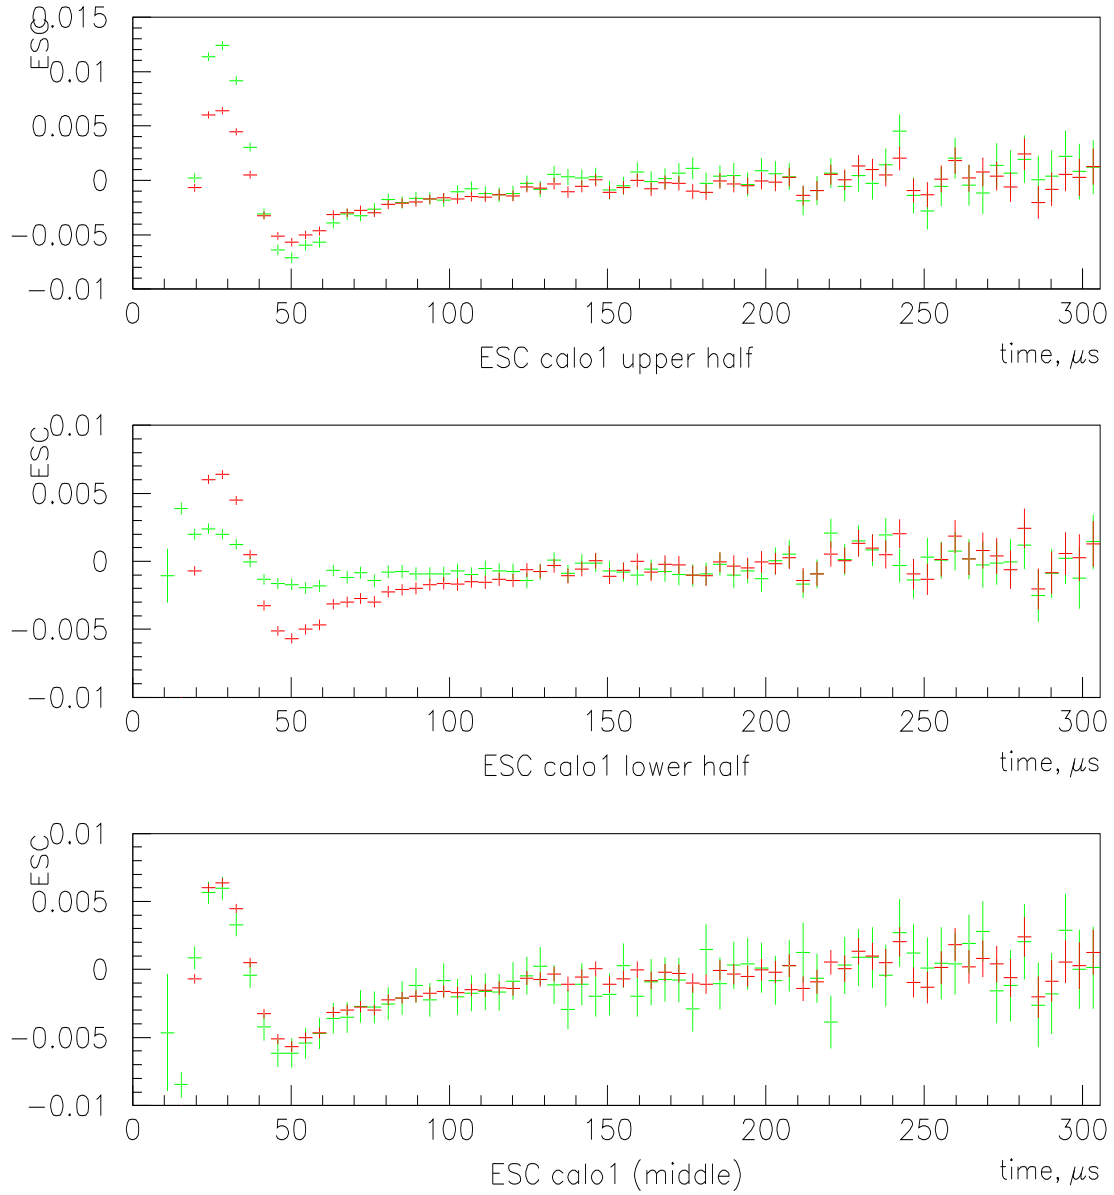 ESC
0.015
0.01
0.005
0
−0.005
−0.01
0 50 100 150 200 250 300
ESC calo1 upper half
time, μs
ESC
0.01
0.005
0
−0.005
−0.01
0 50 100 150 200 250 300
ESC calo1 lower half
time, μs
ESC
0.01
0.005
0
−0.005
−0.01
0 50 100 150 200 250 300
ESC calo1 (middle)
time, μs